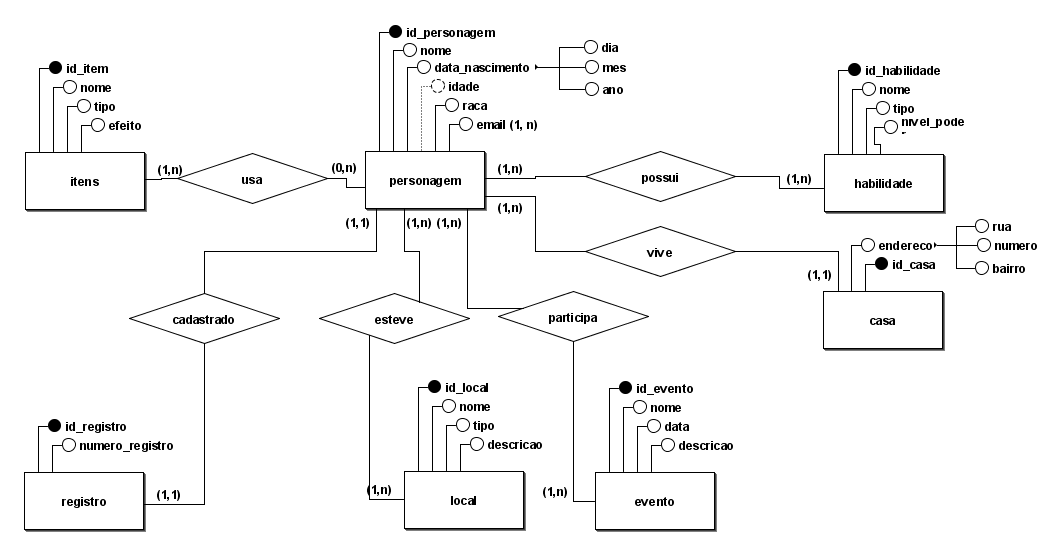 id_personagem
nome
data_nascimento
dia
mes
ano
idade
raca
email (1, n)
id_item
nome
tipo
efeito
id_habilidade
nome
tipo
nivel_pode
itens
(1,n)
usa
(0,n)
personagem
(1,n)
possui
(1,n)
habilidade
(1,1)
(1,n)
(1,n)
(1,n)
vive
(1,1)
endereco
rua
numero
bairro
id_casa
casa
cadastrado
esteve
participa
id_registro
numero_registro
registro
(1,1)
id_local
nome
tipo
descricao
(1,n)
local
id_evento
nome
data
descricao
(1,n)
evento